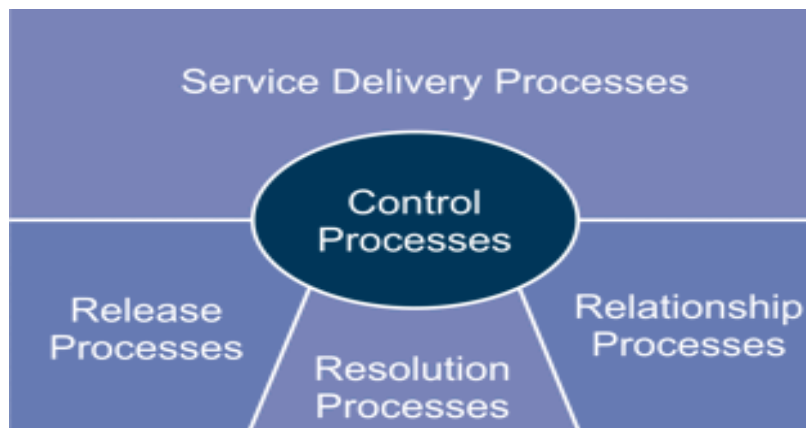 Service Delivery Processes
Control
Processes
Release
Processes
Relationship
Processes
Resolution
Processes